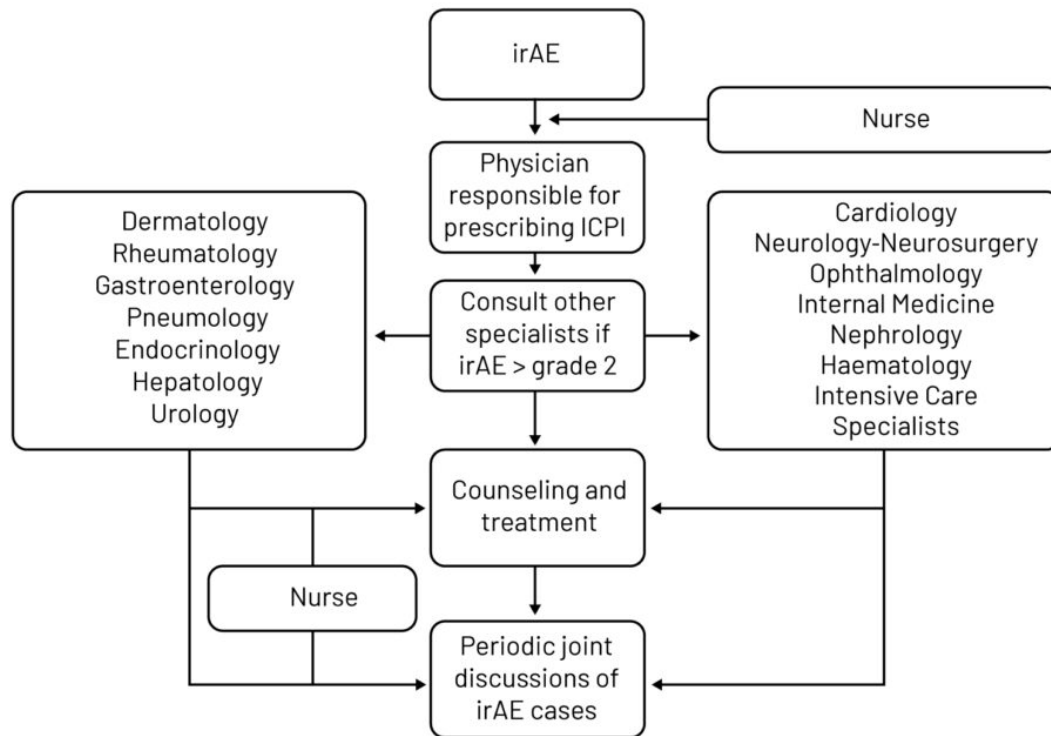 irAE
Nurse
Physician
responsible for
prescribing ICPI
Dermatology
Rheumatology
Gastroenterology
Pneumology
Endocrinology
Hepatology
Urology
Consult other
specialists if
irAE > grade 2
Cardiology
Neurology-Neurosurgery
Ophthalmology
Internal Medicine
Nephrology
Haematology
Intensive Care
Specialists
Counseling and
treatment
Nurse
Periodic joint
discussions of
irAE cases